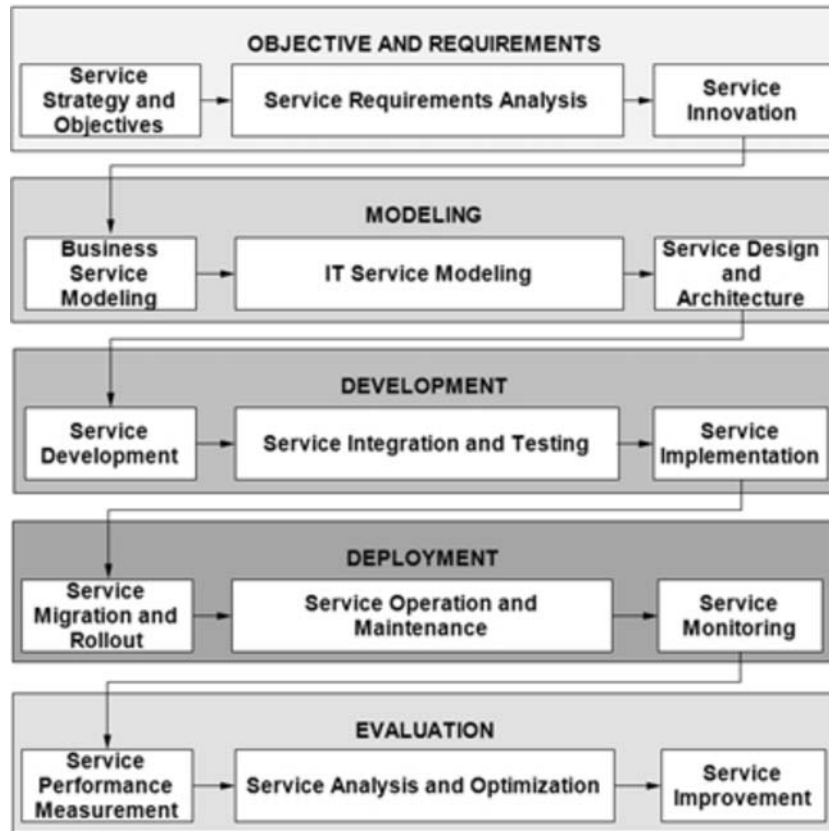 OBJECTIVE AND REQUIREMENTS
Service
Strategy and
Objectives
Service Requirements Analysis
Service
Innovation
MODELING
Business
Service
Modeling
IT Service Modeling
Service Design
and
Architecture
DEVELOPMENT
Service
Development
Service Integration and Testing
Service
Implementation
DEPLOYMENT
Service
Migration and
Rollout
Service Operation and
Maintenance
Service
Monitoring
EVALUATION
Service
Performance
Measurement
Service Analysis and Optimization
Service
Improvement